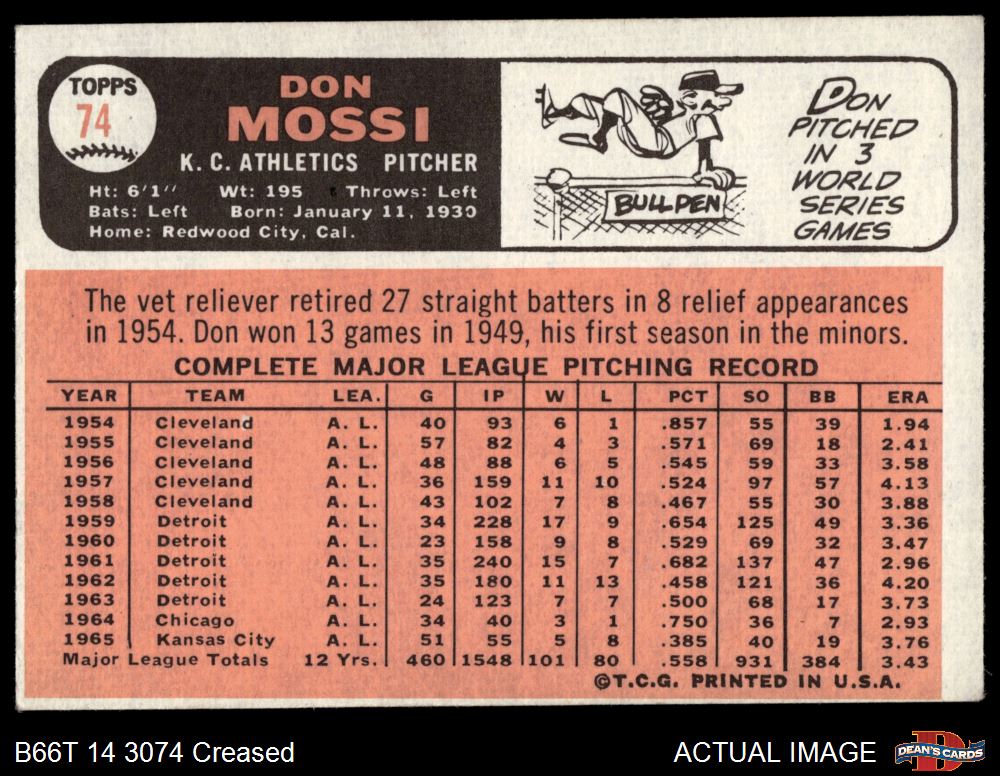 TOPPS
74
DON
MOSSI
K. C. ATHLETICS PITCHER
Ht: 6'1" Wt: 195 Throws: Left
Bats: Left Born: January 11, 1930
Home: Redwood City, Cal.
BULLPEN
DON
PITCHED
IN 3
WORLD
SERIES
GAMES
The vet reliever retired 27 straight batters in 8 relief appearances
in 1954. Don won 13 games in 1949, his first season in the minors.
COMPLETE MAJOR LEAGUE PITCHING RECORD
YEAR TEAM LEA. G IP W L PCT SO BB ERA
1954 Cleveland A. L. 40 93 6 1 .857 55 39 1.94
1955 Cleveland A. L. 57 82 4 3 .571 69 18 2.41
1956 Cleveland A. L. 48 88 6 5 .545 59 33 3.58
1957 Cleveland A. L. 36 159 11 10 .524 97 57 4.13
1958 Cleveland A. L. 43 102 7 8 .467 55 30 3.88
1959 Detroit A. L. 34 228 17 9 .654 125 49 3.36
1960 Detroit A. L. 23 158 9 8 .529 69 32 3.47
1961 Detroit A. L. 35 240 15 7 .682 137 47 2.96
1962 Detroit A. L. 35 180 11 13 .458 121 36 4.20
1963 Detroit A. L. 24 123 7 7 .500 68 17 3.73
1964 Chicago A. L. 34 40 3 1 .750 36 7 2.93
1965 Kansas City A. L. 51 55 5 8 .385 40 19 3.76
Major League Totals 12 Yrs. 460 1548 101 80 .558 931 384 3.43
©T.C.G. PRINTED IN U.S.A.
B66T 14 3074 Creased
ACTUAL IMAGE
DEAN'S CARDS